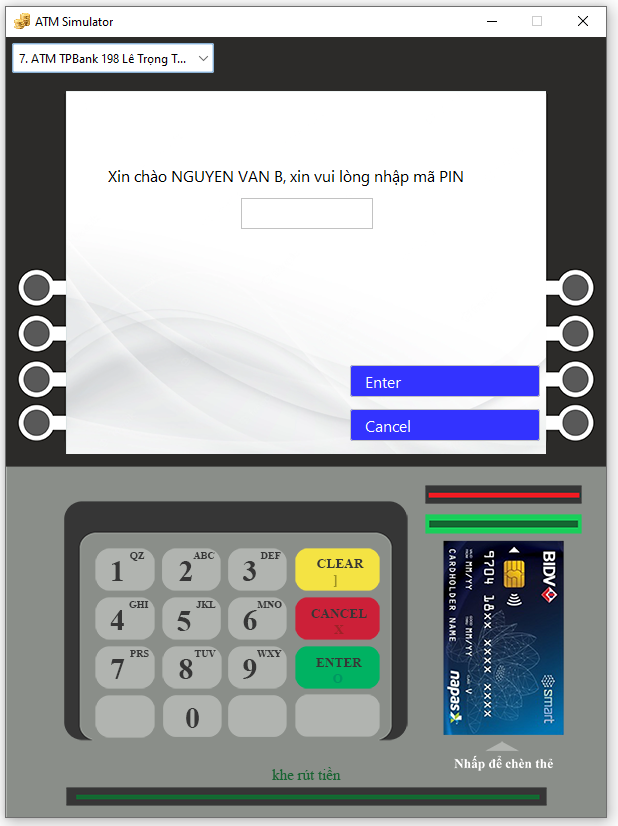 ATM Simulator
7. ATM TPBank 198 Lê Trọng T...
Xin chào NGUYEN VAN B, xin vui lòng nhập mã PIN
Enter
Cancel
1 QZ
2 ABC
3 DEF
CLEAR
]
4 GHI
5 JKL
6 MNO
CANCEL
X
7 PRS
8 TUV
9 WXY
ENTER
O
0
BIDV
smart
9704 18xx xxxx xxxx
MM/YY
MM/YY
V
CARDHOLDER NAME
napas
Nhấp để chèn thẻ
khe rút tiền